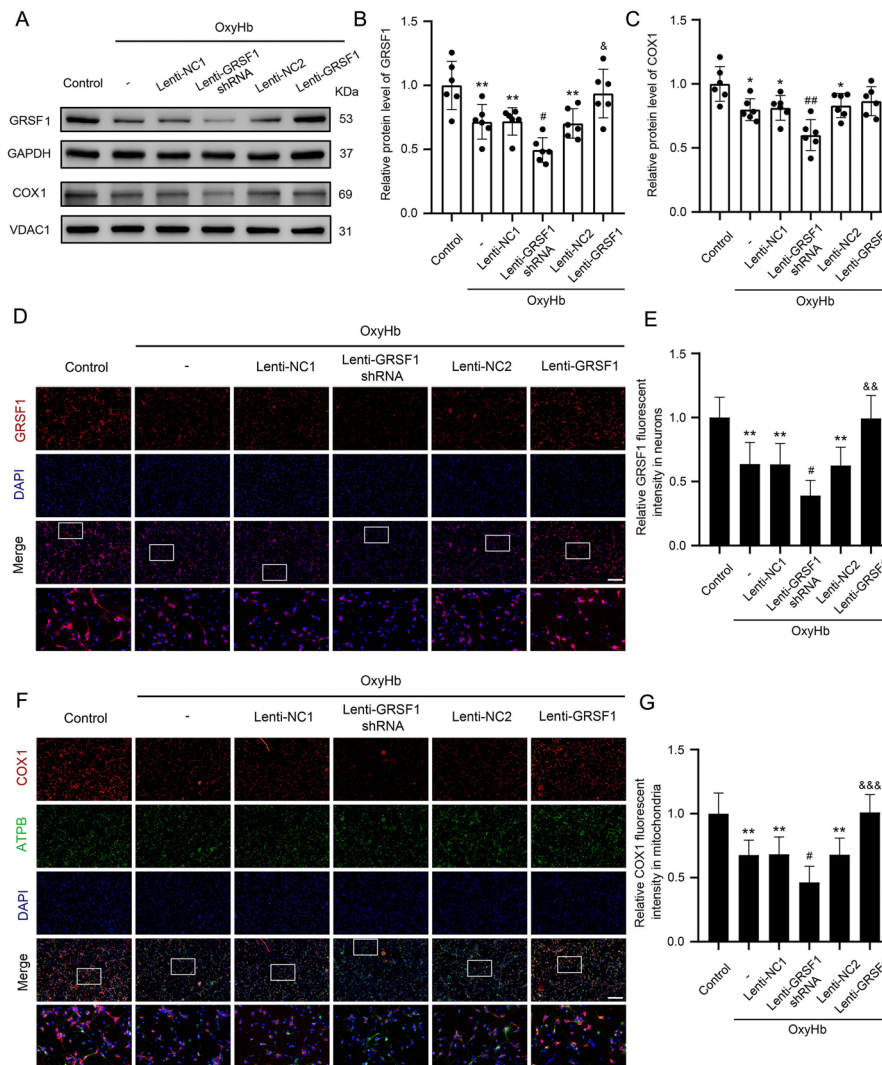 A
OxyHb
Control
-
Lenti-NC1
Lenti-GRSF1
shRNA
Lenti-NC2
Lenti-GRSF1
KDa
GRSF1
53
GAPDH
37
COX1
69
VDAC1
31
B
Relative protein level of GRSF1
1.5
1.0
0.5
0.0
** ** # ** &
Control
-
Lenti-NC1
Lenti-GRSF1
shRNA
Lenti-NC2
Lenti-GRSF1
OxyHb
C
Relative protein level of COX1
1.5
1.0
0.5
0.0
* * ## *
Control
-
Lenti-NC1
Lenti-GRSF1
shRNA
Lenti-NC2
Lenti-GRSF
OxyHb
D
OxyHb
Control
-
Lenti-NC1
Lenti-GRSF1
shRNA
Lenti-NC2
Lenti-GRSF1
GRSF1
DAPI
Merge
E
Relative GRSF1 fluorescent
intensity in neurons
1.5
1.0
0.5
0.0
** ** # ** &&
Control
-
Lenti-NC1
Lenti-GRSF1
shRNA
Lenti-NC2
Lenti-GRSF
OxyHb
F
OxyHb
Control
-
Lenti-NC1
Lenti-GRSF1
shRNA
Lenti-NC2
Lenti-GRSF1
COX1
ATPB
DAPI
Merge
G
Relative COX1 fluorescent
intensity in mitochondria
1.5
1.0
0.5
0.0
** ** # ** &&&
Control
-
Lenti-NC1
Lenti-GRSF1
shRNA
Lenti-NC2
Lenti-GRSF
OxyHb